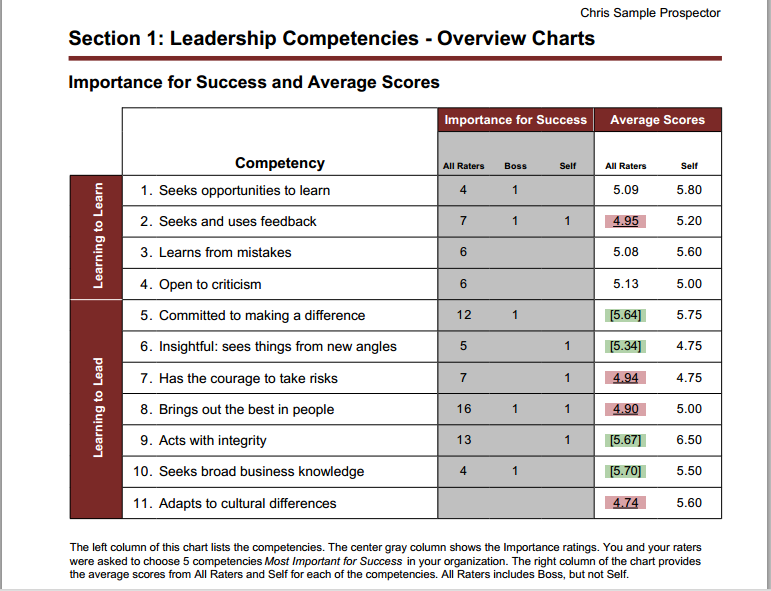 Chris Sample Prospector
Section 1: Leadership Competencies - Overview Charts
Importance for Success and Average Scores
Importance for Success Average Scores
Competency All Raters Boss Self All Raters Self
Learning to Learn
1. Seeks opportunities to learn 4 1 5.09 5.80
2. Seeks and uses feedback 7 1 1 4.95 5.20
3. Learns from mistakes 6 5.08 5.60
4. Open to criticism 6 5.13 5.00
Learning to Lead
5. Committed to making a difference 12 1 [5.64] 5.75
6. Insightful: sees things from new angles 5 1 [5.34] 4.75
7. Has the courage to take risks 7 1 4.94 4.75
8. Brings out the best in people 16 1 1 4.90 5.00
9. Acts with integrity 13 1 [5.67] 6.50
10. Seeks broad business knowledge 4 1 [5.70] 5.50
11. Adapts to cultural differences 4.74 5.60
The left column of this chart lists the competencies. The center gray column shows the Importance ratings. You and your raters
were asked to choose 5 competencies Most Important for Success in your organization. The right column of the chart provides
the average scores from All Raters and Self for each of the competencies. All Raters includes Boss, but not Self.